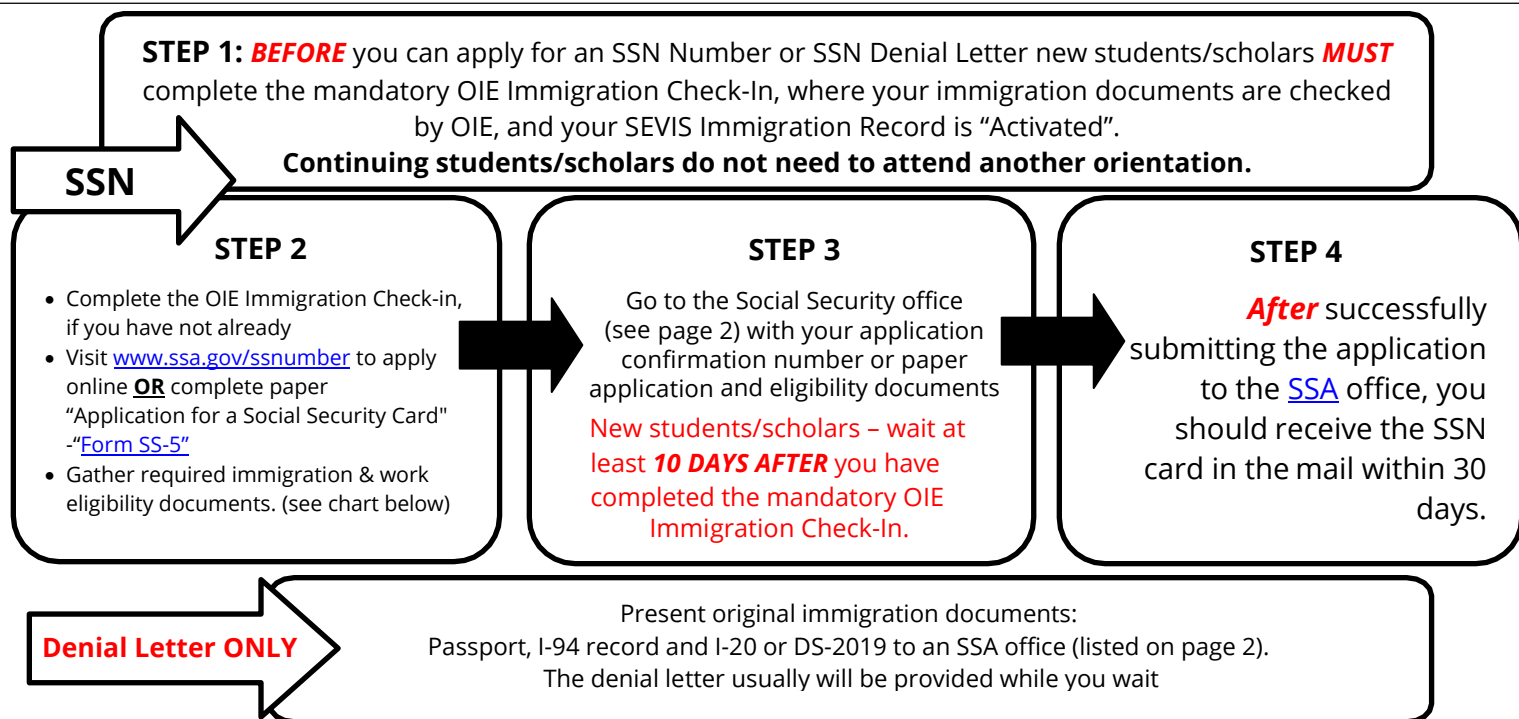 STEP 1: BEFORE you can apply for an SSN Number or SSN Denial Letter new students/scholars MUST
complete the mandatory OIE Immigration Check-In, where your immigration documents are checked
by OIE, and your SEVIS Immigration Record is “Activated”.
Continuing students/scholars do not need to attend another orientation.
SSN
STEP 2
• Complete the OIE Immigration Check-in,
if you have not already
• Visit www.ssa.gov/ssnumber to apply
online OR complete paper
“Application for a Social Security Card"
-“Form SS-5”
• Gather required immigration & work
eligibility documents. (see chart below)
STEP 3
Go to the Social Security office
(see page 2) with your application
confirmation number or paper
application and eligibility documents
New students/scholars – wait at
least 10 DAYS AFTER you have
completed the mandatory OIE
Immigration Check-In.
STEP 4
After successfully
submitting the application
to the SSA office, you
should receive the SSN
card in the mail within 30
days.
Denial Letter ONLY
Present original immigration documents:
Passport, I-94 record and I-20 or DS-2019 to an SSA office (listed on page 2).
The denial letter usually will be provided while you wait